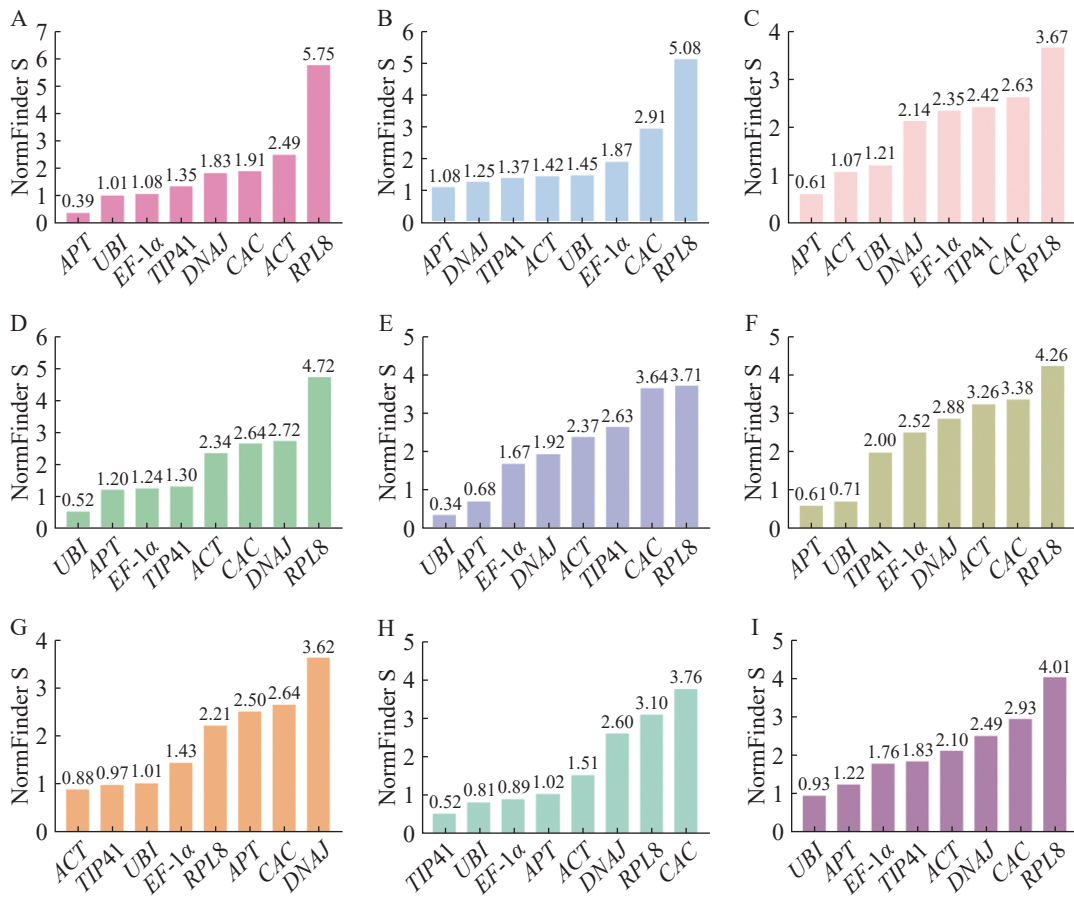 A
NormFinder S
7
6
5
4
3
2
1
0
0.39 1.01 1.08 1.35 1.83 1.91 2.49 5.75
APT UBI EF-1α TIP41 DNAJ CAC ACT RPL8
B
NormFinder S
6
5
4
3
2
1
0
1.08 1.25 1.37 1.42 1.45 1.87 2.91 5.08
APT DNAJ TIP41 ACT UBI EF-1α CAC RPL8
C
NormFinder S
4
3
2
1
0
0.61 1.07 1.21 2.14 2.35 2.42 2.63 3.67
APT ACT UBI DNAJ EF-1α TIP41 CAC RPL8
D
NormFinder S
6
5
4
3
2
1
0
0.52 1.20 1.24 1.30 2.34 2.64 2.72 4.72
UBI APT EF-1α TIP41 ACT CAC DNAJ RPL8
E
NormFinder S
5
4
3
2
1
0
0.34 0.68 1.67 1.92 2.37 2.63 3.64 3.71
UBI APT EF-1α DNAJ ACT TIP41 CAC RPL8
F
NormFinder S
5
4
3
2
1
0
0.61 0.71 2.00 2.52 2.88 3.26 3.38 4.26
APT UBI TIP41 EF-1α DNAJ ACT CAC RPL8
G
NormFinder S
4
3
2
1
0
0.88 0.97 1.01 1.43 2.21 2.50 2.64 3.62
ACT TIP41 UBI EF-1α RPL8 APT CAC DNAJ
H
NormFinder S
5
4
3
2
1
0
0.52 0.81 0.89 1.02 1.51 2.60 3.10 3.76
TIP41 UBI EF-1α APT ACT DNAJ RPL8 CAC
I
NormFinder S
5
4
3
2
1
0
0.93 1.22 1.76 1.83 2.10 2.49 2.93 4.01
UBI APT EF-1α TIP41 ACT DNAJ CAC RPL8